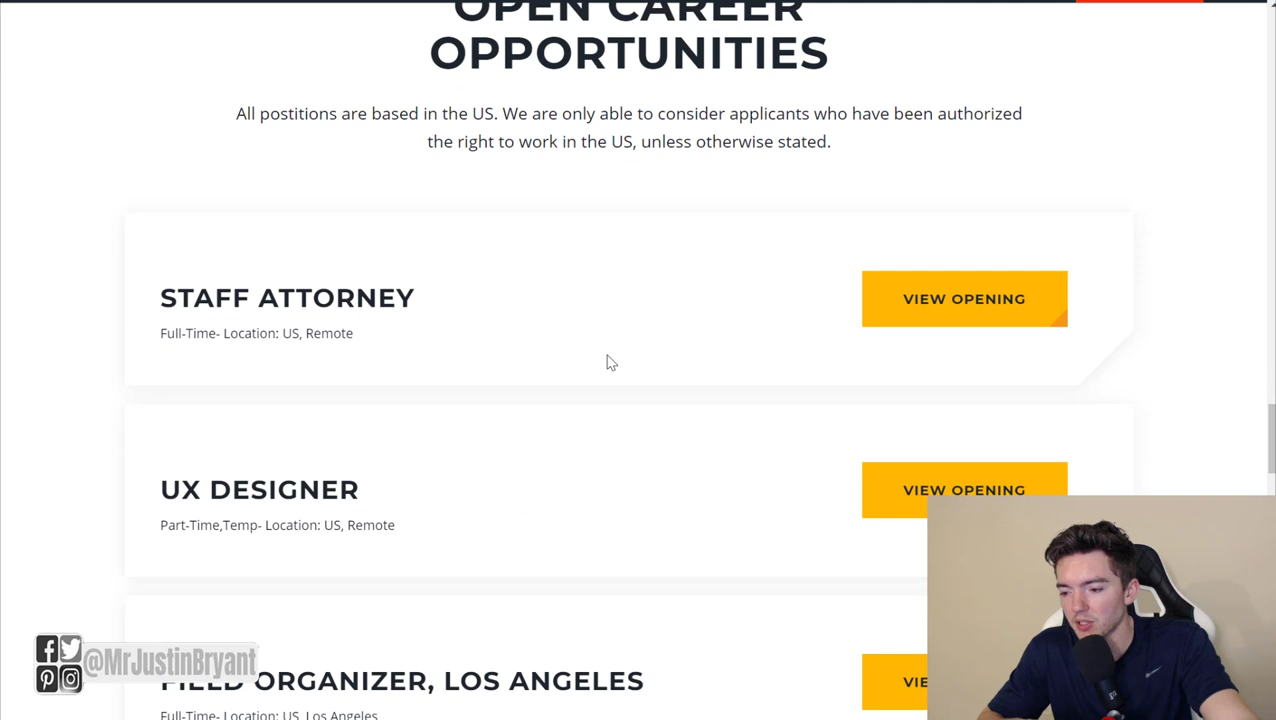 OPEN CAREER
OPPORTUNITIES
All postitions are based in the US. We are only able to consider applicants who have been authorized
the right to work in the US, unless otherwise stated.
STAFF ATTORNEY
Full-Time- Location: US, Remote
VIEW OPENING
UX DESIGNER
Part-Time,Temp- Location: US, Remote
VIEW OPENING
FIELD ORGANIZER, LOS ANGELES
Full-Time- Location: US, Los Angeles
VIE
@MrJustinBryant